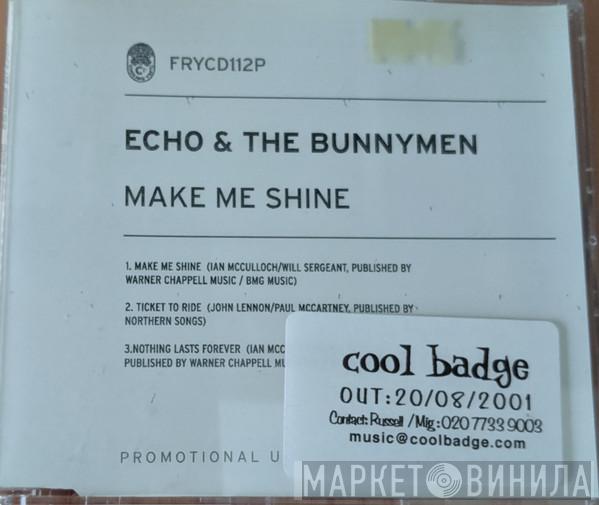 FRYCD112P
ECHO & THE BUNNYMEN
MAKE ME SHINE
1. MAKE ME SHINE (IAN MCCULLOCH/WILL SERGEANT, PUBLISHED BY
WARNER CHAPPELL MUSIC / BMG MUSIC)
2. TICKET TO RIDE (JOHN LENNON/PAUL MCCARTNEY, PUBLISHED BY
NORTHERN SONGS)
3.NOTHING LASTS FOREVER (IAN
PUBLISHED BY WARNER CHAPPELL
cool badge
OUT:20/08/2001
Contact: Russell / Mig: 020 7733 9003
music@coolbadge.com
PROMOTIONAL
МАРКЕТ ВИНИЛА